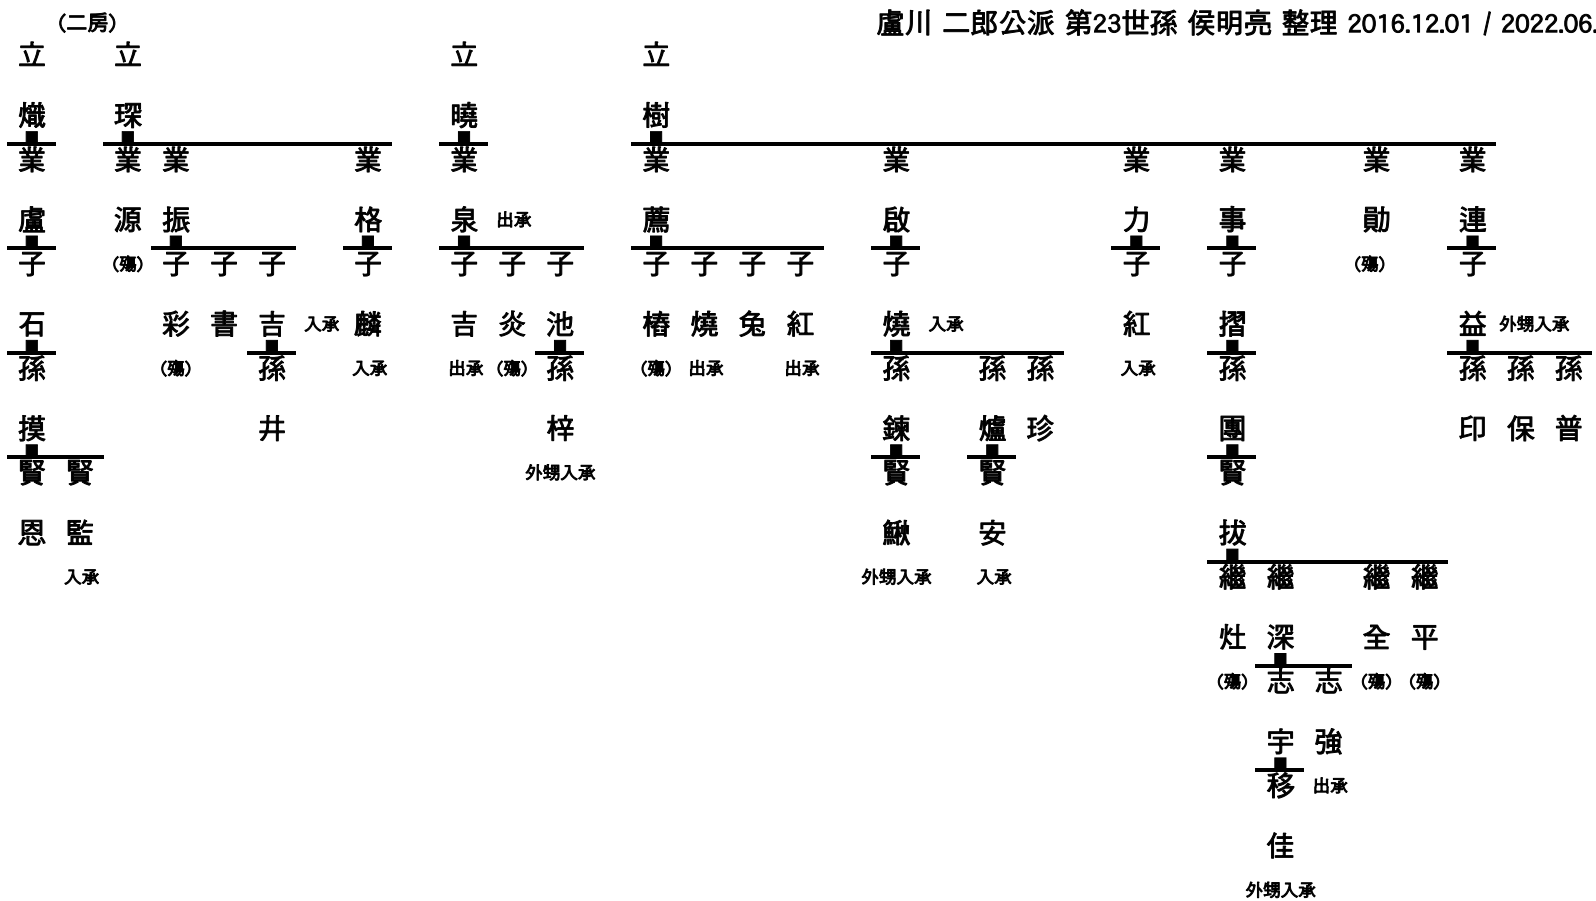 (二房)
盧川 二郎公派 第23世孫 侯明亮 整理 2016.12.01 / 2022.06.
立 立 立 立
熾 琛 曉 樹
業 業 業 業 業 業 業 業 業 業 業
盧 源 振 格 泉 出承 薦 啟 力 事 勛 連
子 (殤) 子 子 子 子 子 子 子 子 子 子 子 子 子 子 (殤) 子
石 彩 書 吉 入承 麟 吉 炎 池 樁 燒 兔 紅 燒 入承 紅 摺 益 外甥入承
孫 (殤) 孫 入承 出承 (殤) 孫 (殤) 出承 出承 孫 孫 孫 入承 孫 孫 孫 孫
摸 井 梓 鍊 爐 珍 團 印 保 普
賢 賢 外甥入承 賢 賢 賢
恩 監 鰍 安 拔
入承 外甥入承 入承 繼 繼 繼 繼
灶 深 全 平
(殤) 志 志 (殤) (殤)
宇 強
移 出承
佳
外甥入承